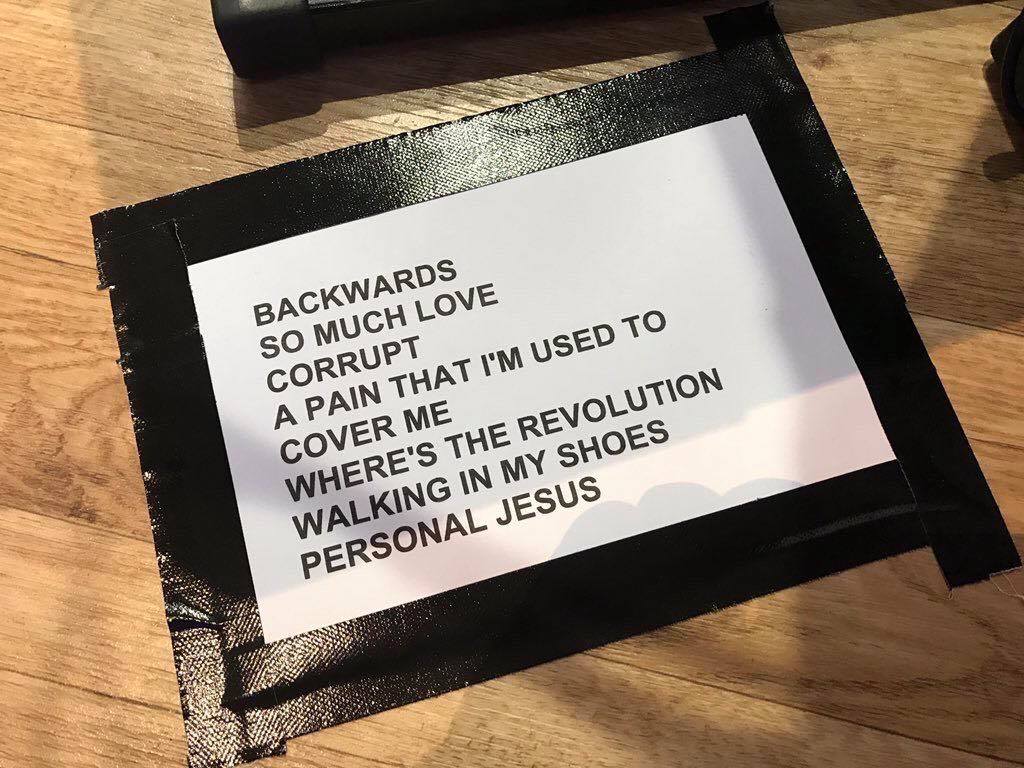 BACKWARDS
SO MUCH LOVE
CORRUPT
A PAIN THAT I'M USED TO
COVER ME
WHERE'S THE REVOLUTION
WALKING IN MY SHOES
PERSONAL JESUS